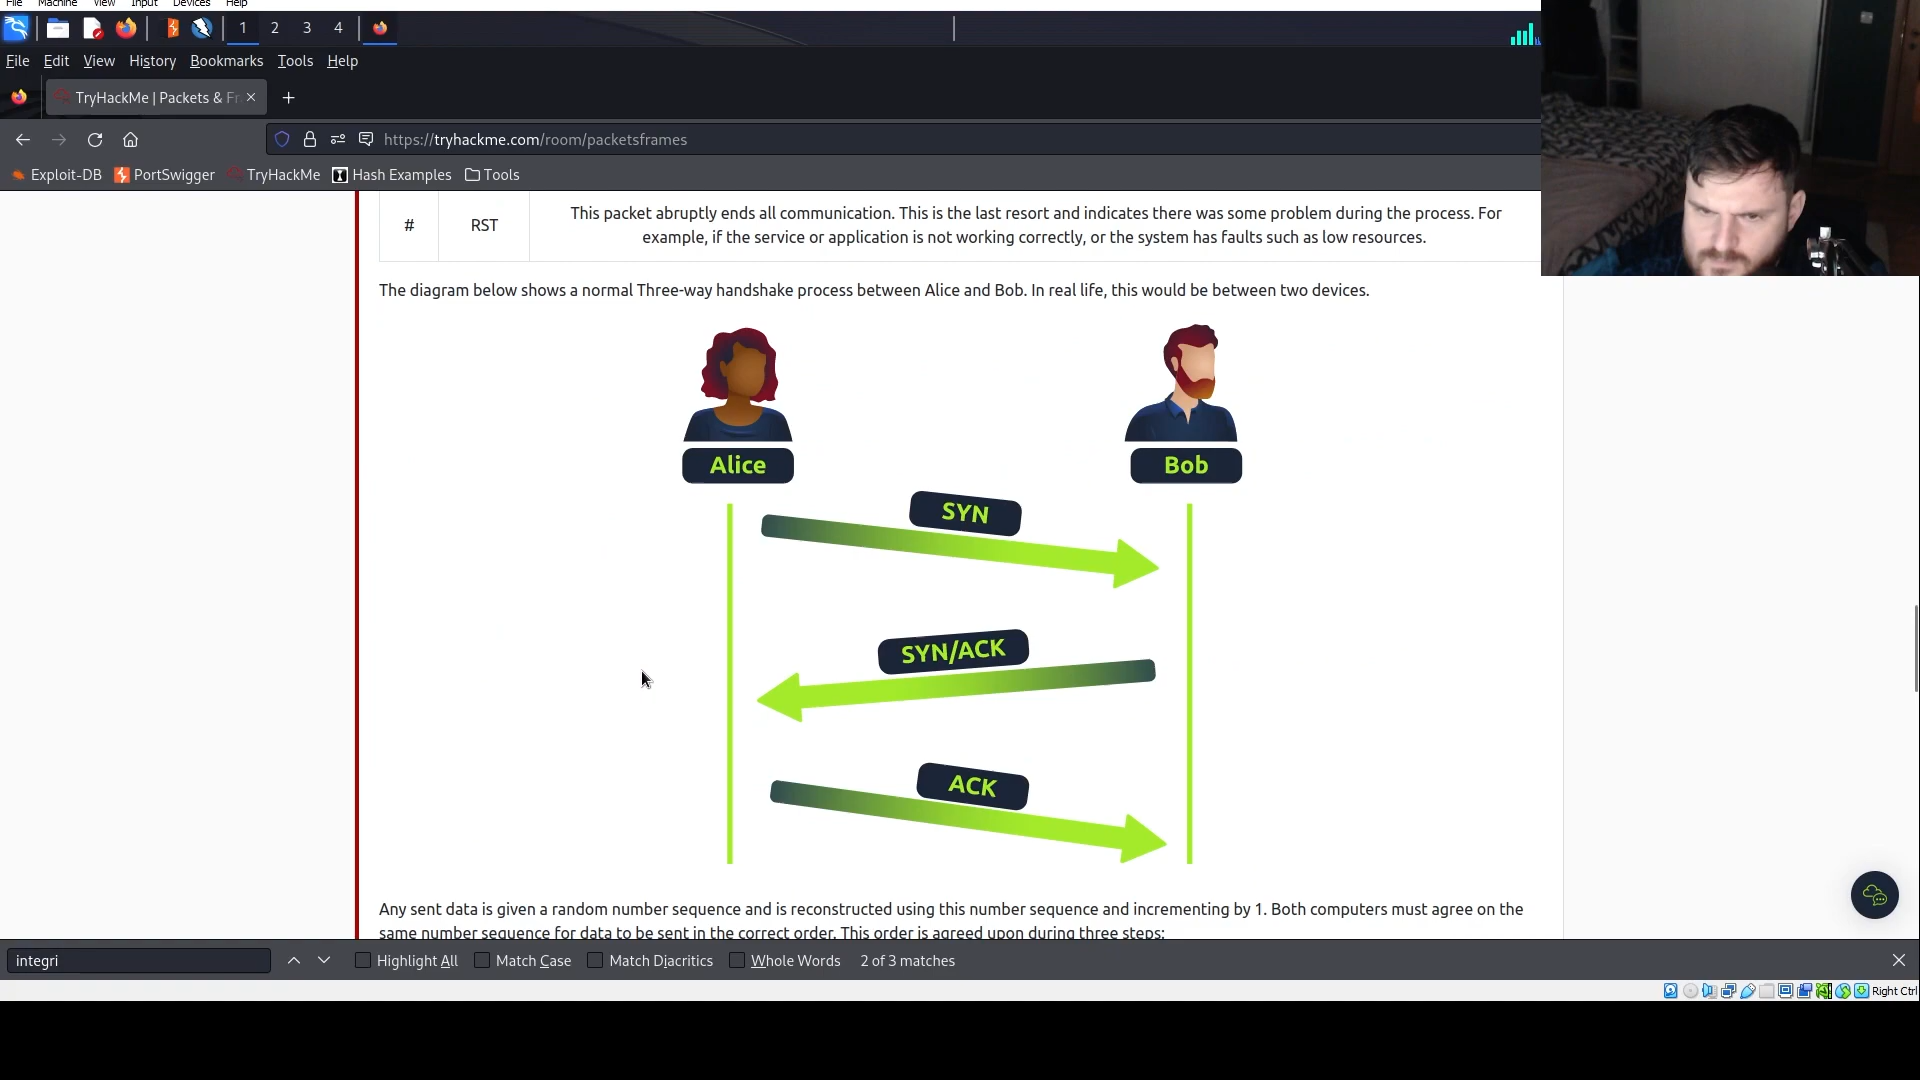 File Machine View Input Devices Help
1 2 3 4
File Edit View History Bookmarks Tools Help
TryHackMe | Packets & Fr
https://tryhackme.com/room/packetsframes
Exploit-DB PortSwigger TryHackMe Hash Examples Tools
# RST This packet abruptly ends all communication. This is the last resort and indicates there was some problem during the process. For
example, if the service or application is not working correctly, or the system has faults such as low resources.
The diagram below shows a normal Three-way handshake process between Alice and Bob. In real life, this would be between two devices.
Alice Bob
SYN
SYN/ACK
ACK
Any sent data is given a random number sequence and is reconstructed using this number sequence and incrementing by 1. Both computers must agree on the
same number sequence for data to be sent in the correct order. This order is agreed upon during three steps:
integri Highlight All Match Case Match Diacritics Whole Words 2 of 3 matches
Right Ctrl